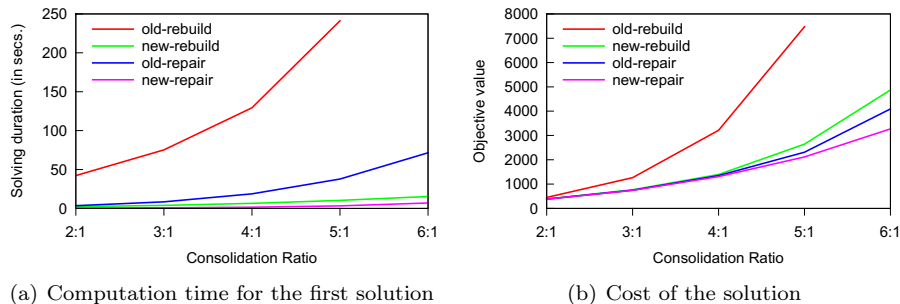 250
200
150
100
50
0
Solving duration (in secs.)
old-rebuild
new-rebuild
old-repair
new-repair
2:1 3:1 4:1 5:1 6:1
Consolidation Ratio
(a) Computation time for the first solution
8000
7000
6000
5000
4000
3000
2000
1000
0
Objective value
old-rebuild
new-rebuild
old-repair
new-repair
2:1 3:1 4:1 5:1 6:1
Consolidation Ratio
(b) Cost of the solution